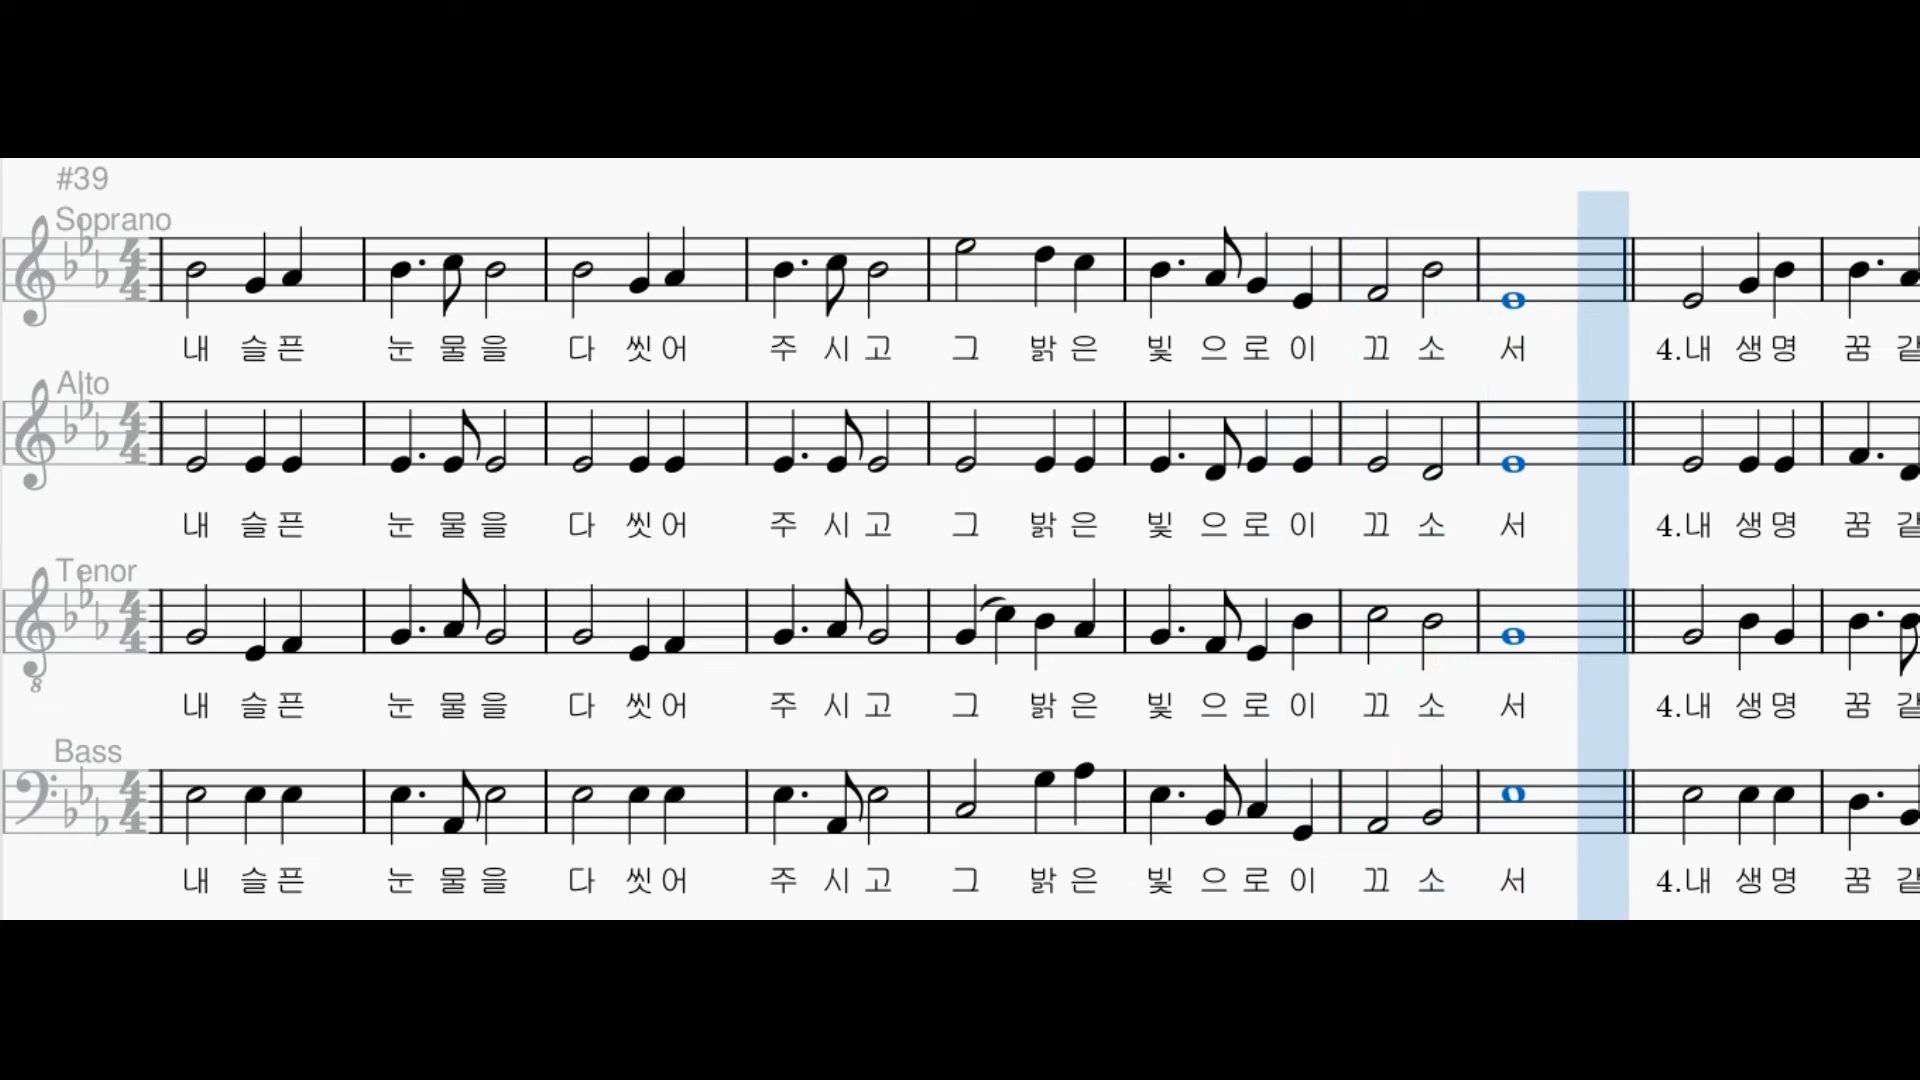 #39
Soprano
내 슬픈 눈물을 다 씻어 주시고 그 밝은 빛으로 이 끄소서 4.내 생명 꿈
Alto
내 슬픈 눈물을 다 씻어 주시고 그 밝은 빛으로 이 끄소서 4.내 생명 꿈
Tenor
8
내 슬픈 눈물을 다 씻어 주시고 그 밝은 빛으로 이 끄소서 4.내 생명 꿈
Bass
내 슬픈 눈물을 다 씻어 주시고 그 밝은 빛으로 이 끄소서 4.내 생명 꿈